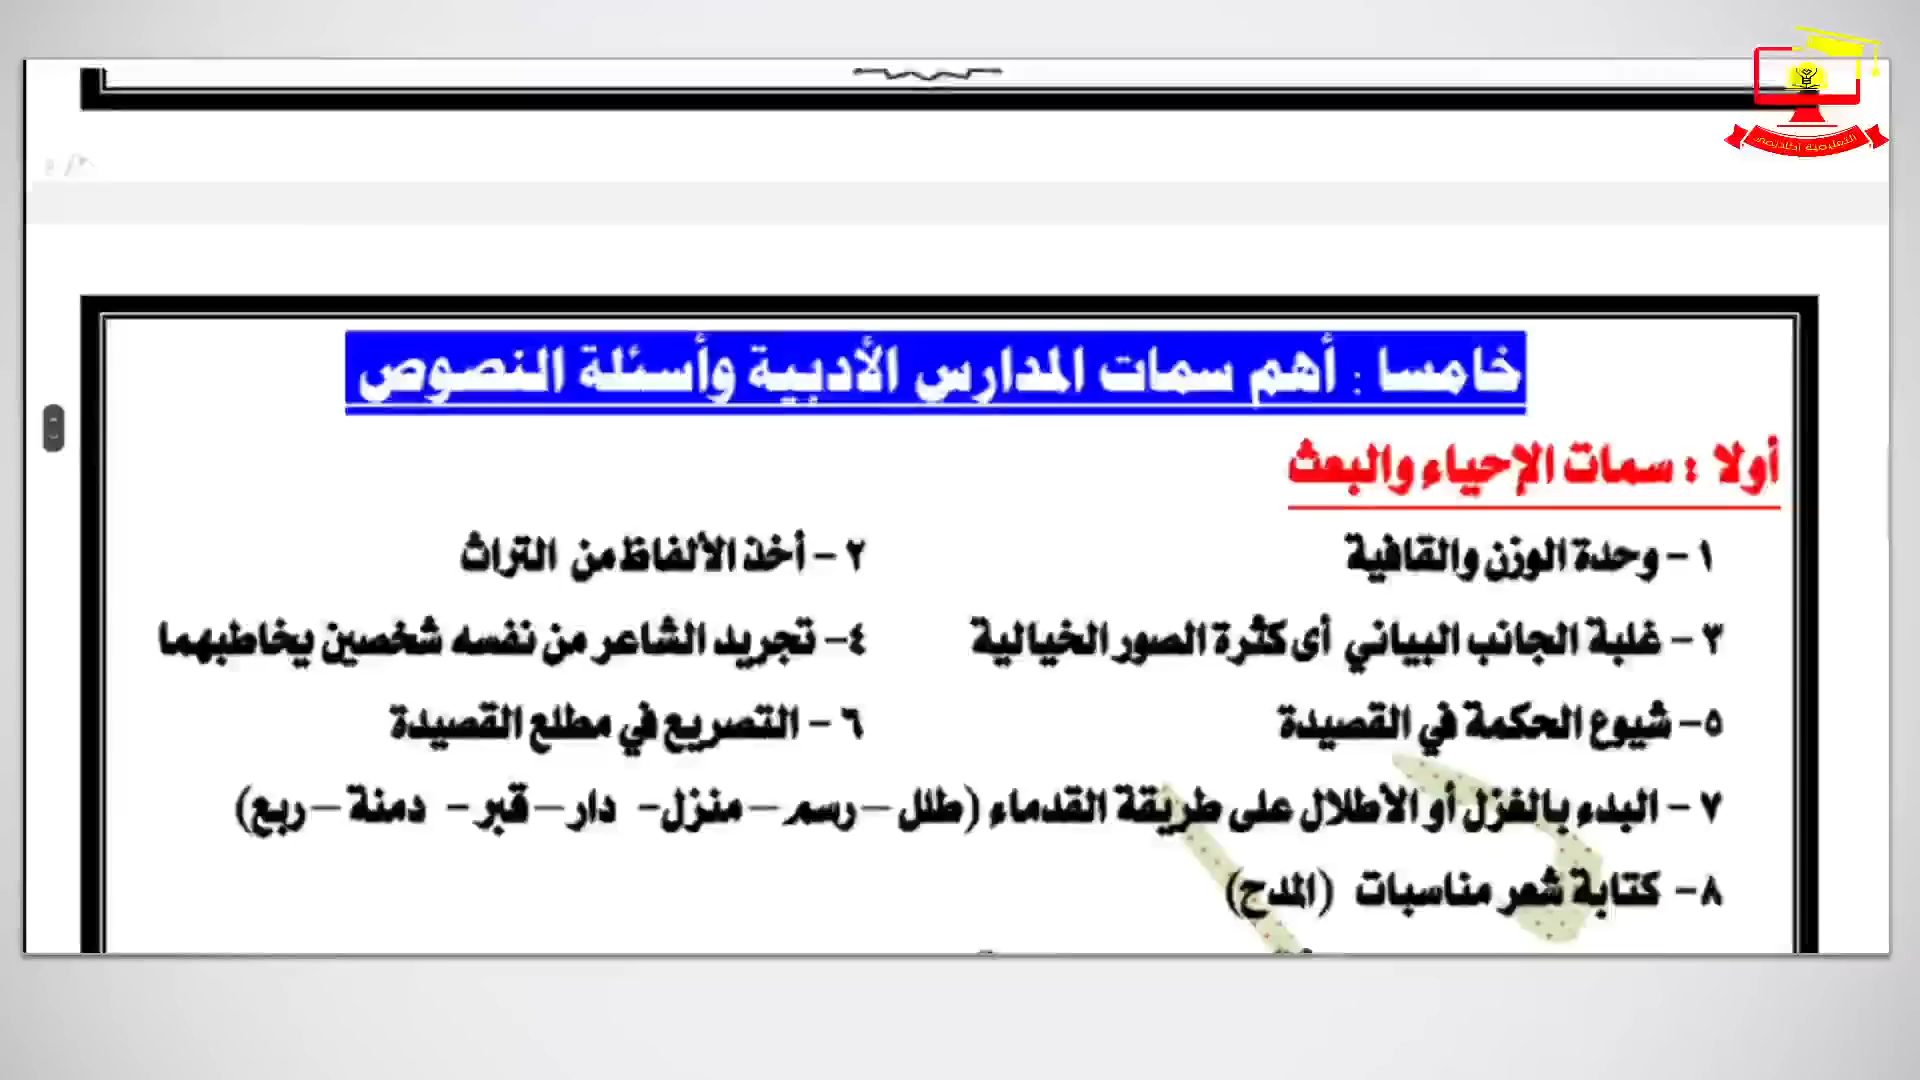 التعليمية أكاديمي
خامسا : أهم سمات المدارس الأدبية وأسئلة النصوص
أولا : سمات الإحياء والبعث
١ - وحدة الوزن والقافية ٢ - أخذ الألفاظ من التراث
٣ - غلبة الجانب البياني أى كثرة الصور الخيالية ٤- تجريد الشاعر من نفسه شخصين يخاطبهما
٥- شيوع الحكمة في القصيدة ٦ - التصريع في مطلع القصيدة
٧ - البدء بالغزل أو الأطلال على طريقة القدماء (طلل –رسم –منزل- دار –قبر - دمنة –ربع)
٨- كتابة شعر مناسبات (المدح)